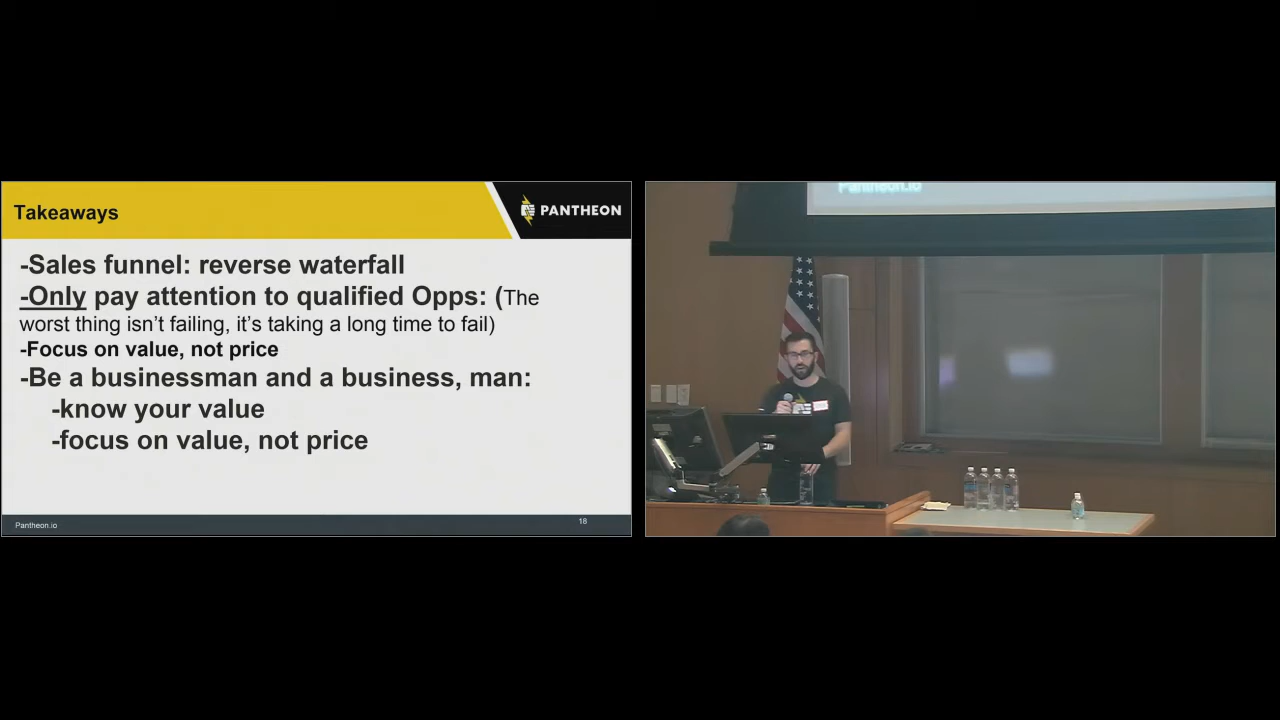 Takeaways
PANTHEON
-Sales funnel: reverse waterfall
-Only pay attention to qualified Opps: (The
worst thing isn't failing, it's taking a long time to fail)
-Focus on value, not price
-Be a businessman and a business, man:
-know your value
-focus on value, not price
Pantheon.io
18
Pantheon.io